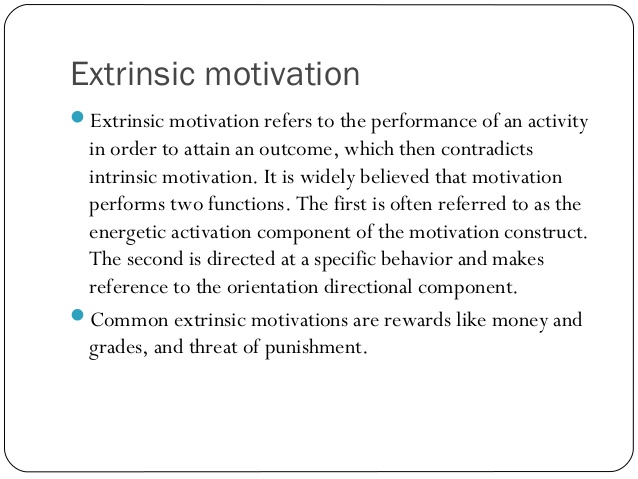 Extrinsic motivation
Extrinsic motivation refers to the performance of an activity
in order to attain an outcome, which then contradicts
intrinsic motivation. It is widely believed that motivation
performs two functions. The first is often referred to as the
energetic activation component of the motivation construct.
The second is directed at a specific behavior and makes
reference to the orientation directional component.
Common extrinsic motivations are rewards like money and
grades, and threat of punishment.